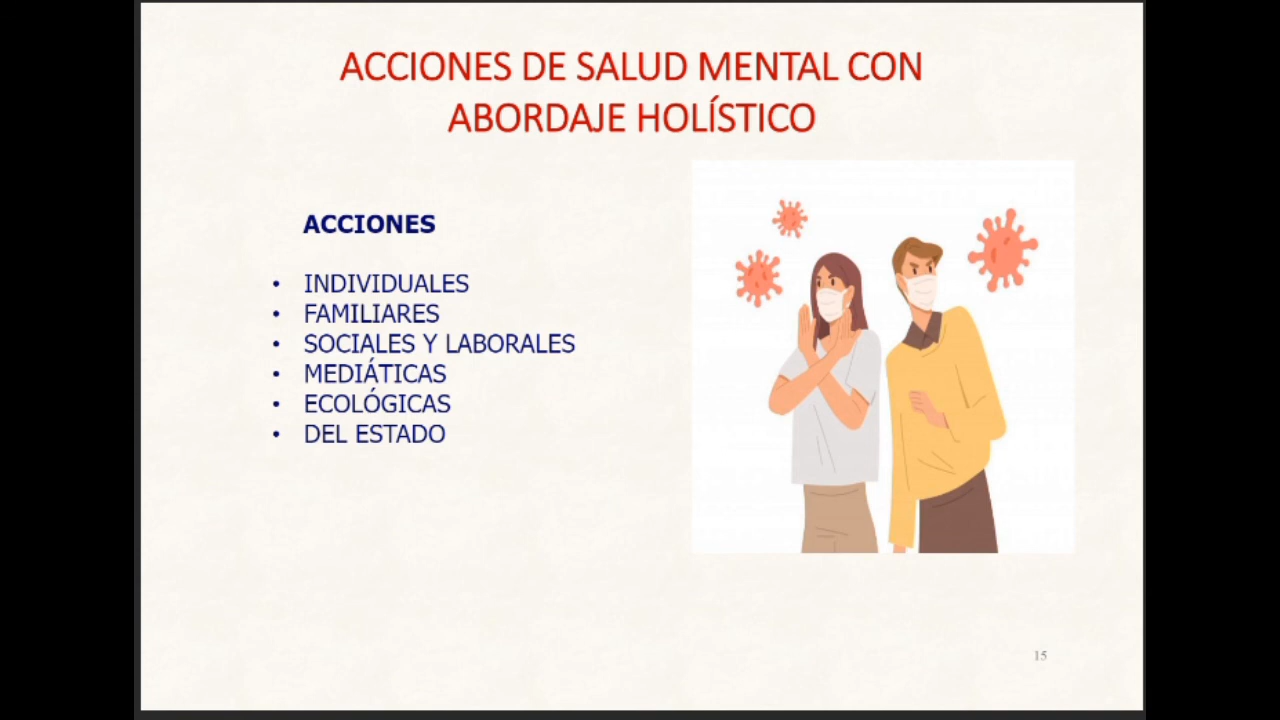 ACCIONES DE SALUD MENTAL CON
ABORDAJE HOLÍSTICO
ACCIONES
• INDIVIDUALES
• FAMILIARES
• SOCIALES Y LABORALES
• MEDIÁTICAS
• ECOLÓGICAS
• DEL ESTADO
15